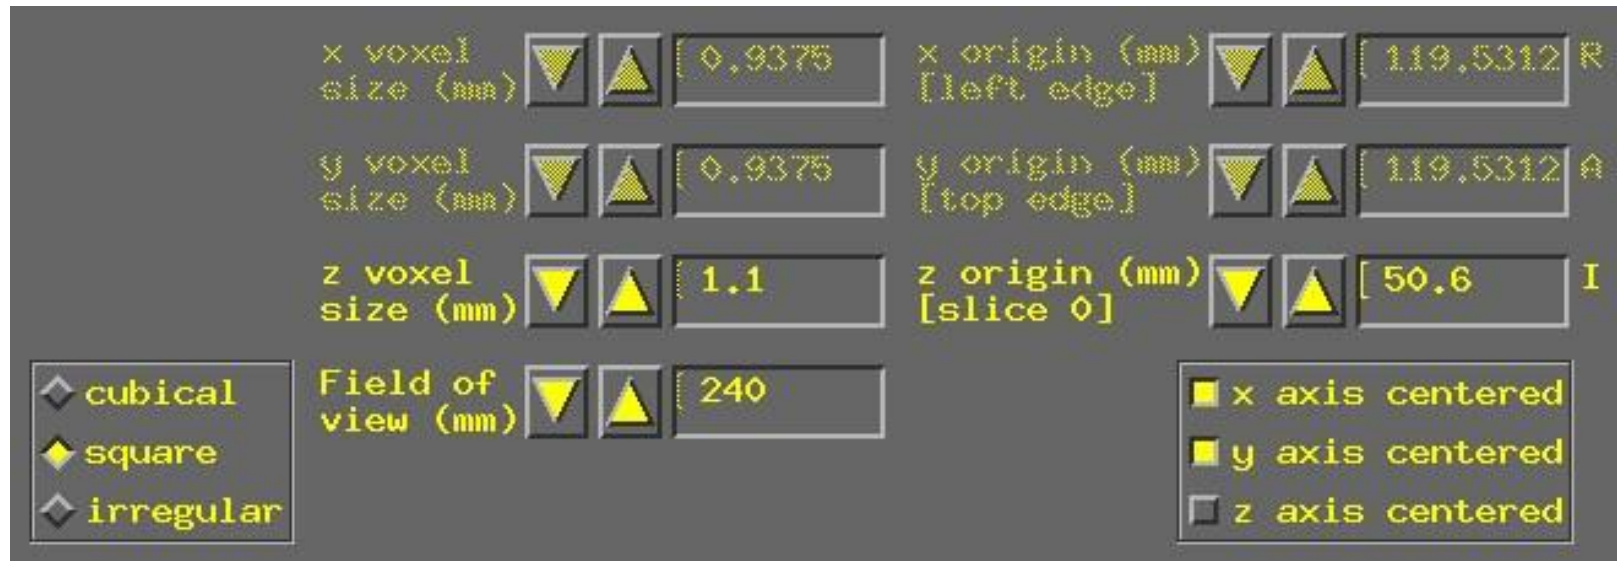 x voxel size (mm) 0.9375 x origin (mm) [left edge] 119.5312 R
y voxel size (mm) 0.9375 y origin (mm) [top edge] 119.5312 A
z voxel size (mm) 1.1 z origin (mm) [slice 0] 50.6 I
cubical
square
irregular
Field of view (mm) 240
x axis centered
y axis centered
z axis centered